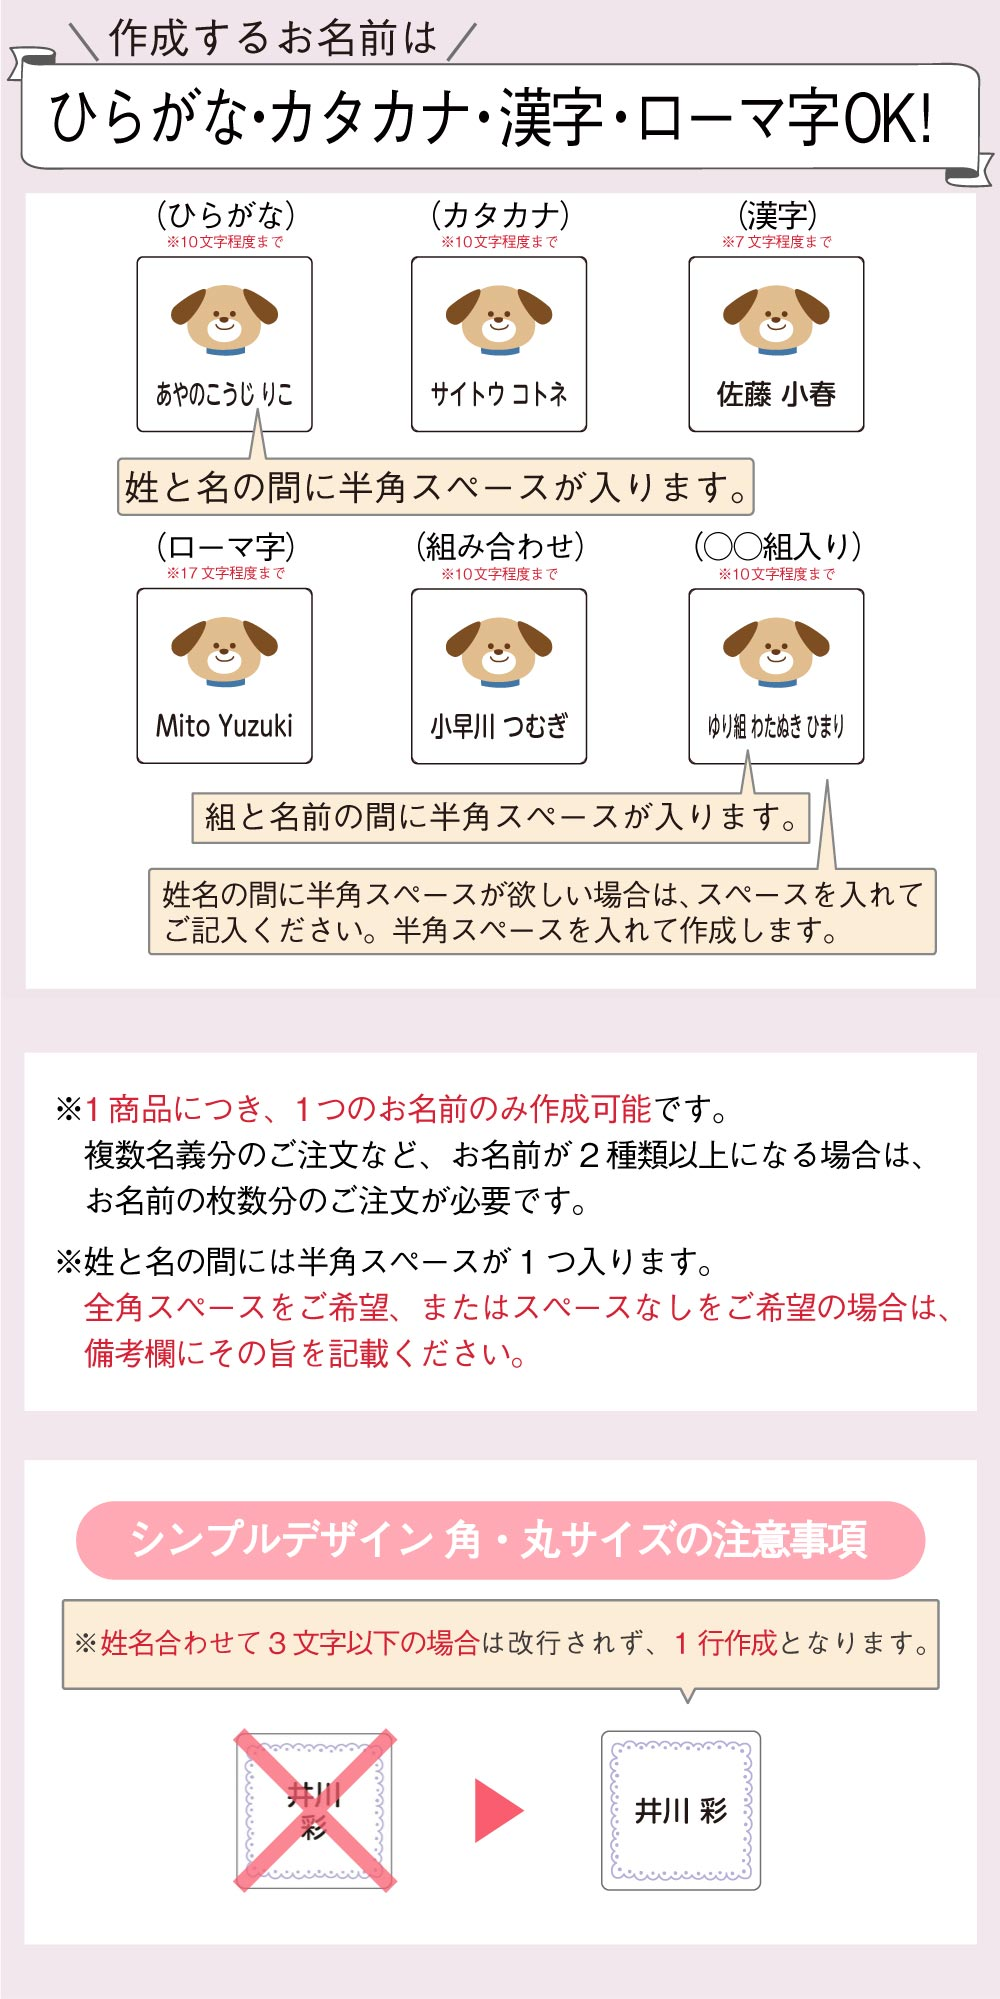 作成するお名前は
ひらがな・カタカナ・漢字・ローマ字OK!
(ひらがな)
※10文字程度まで
あやのこうじ りこ
(カタカナ)
※10文字程度まで
サイトウ コトネ
(漢字)
※7文字程度まで
佐藤 小春
姓と名の間に半角スペースが入ります。
(ローマ字)
※17文字程度まで
Mito Yuzuki
(組み合わせ)
※10文字程度まで
小早川 つむぎ
(〇〇組入り)
※10文字程度まで
ゆり組 わたぬき ひまり
組と名前の間に半角スペースが入ります。
姓名の間に半角スペースが欲しい場合は、スペースを入れて
ご記入ください。半角スペースを入れて作成します。
※1商品につき、1つのお名前のみ作成可能です。
複数名義分のご注文など、お名前が2種類以上になる場合は、
お名前の枚数分のご注文が必要です。
※姓と名の間には半角スペースが1つ入ります。
全角スペースをご希望、またはスペースなしをご希望の場合は、
備考欄にその旨を記載ください。
シンプルデザイン 角・丸サイズの注意事項
※姓名合わせて3文字以下の場合は改行されず、1行作成となります。
井川
彩
井川 彩